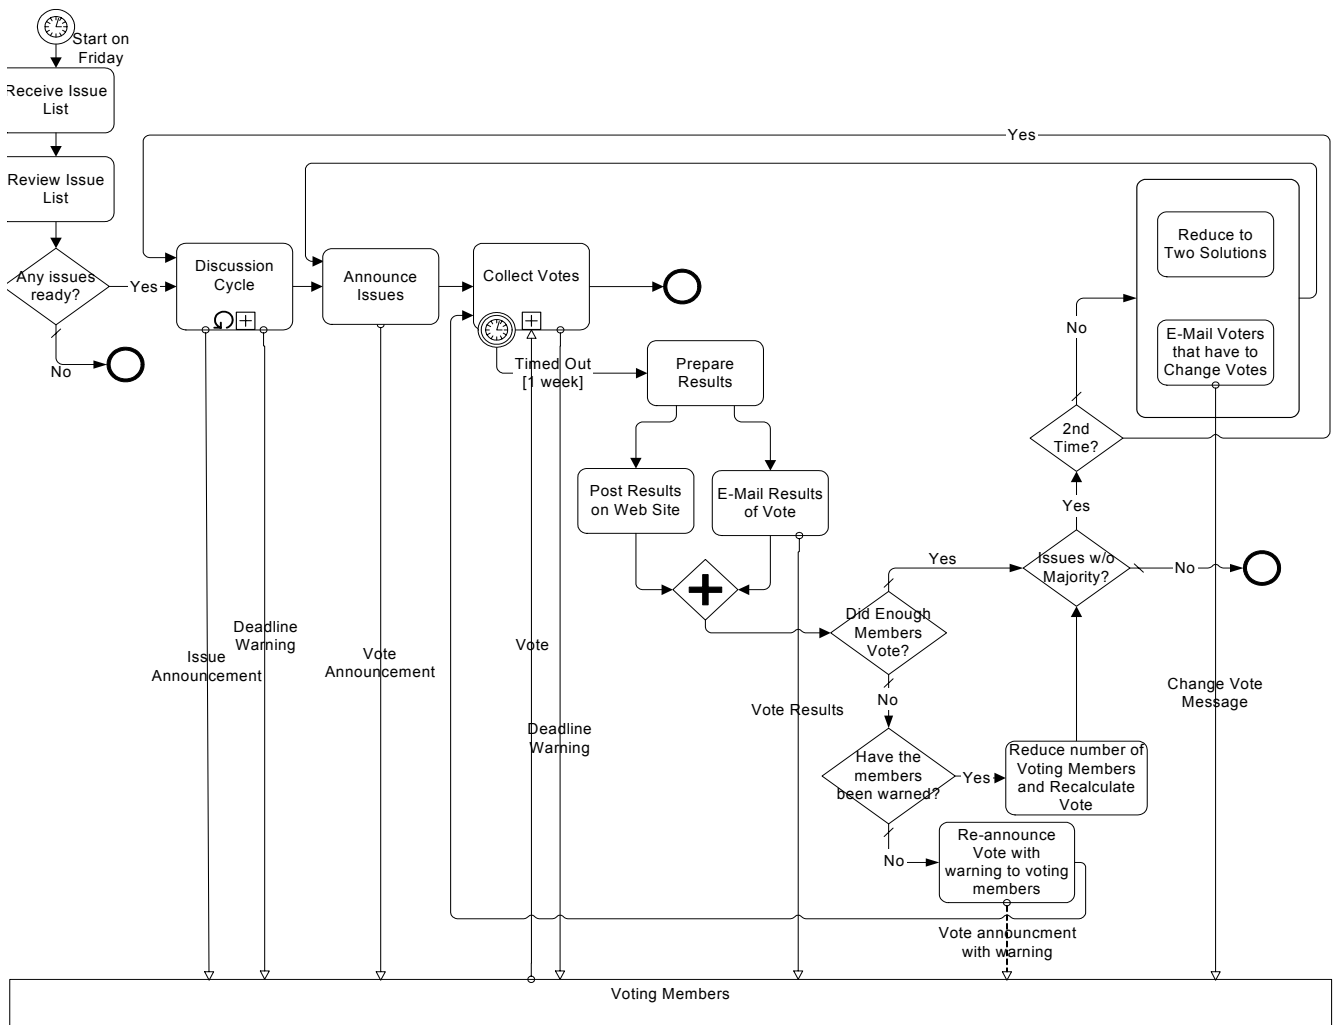 Start on
Friday
Receive Issue
List
Review Issue
List
Any issues
ready?
Yes
No
Discussion
Cycle
Announce
Issues
Collect Votes
Yes
Timed Out
[1 week]
Prepare
Results
Post Results
on Web Site
E-Mail Results
of Vote
Reduce to
Two Solutions
E-Mail Voters
that have to
Change Votes
No
2nd
Time?
Yes
Issues w/o
Majority?
No
Yes
Did Enough
Members
Vote?
No
Have the
members
been warned?
Yes
Reduce number of
Voting Members
and Recalculate
Vote
No
Re-announce
Vote with
warning to voting
members
Issue
Announcement
Deadline
Warning
Vote
Announcement
Vote
Deadline
Warning
Vote Results
Change Vote
Message
Vote announcment
with warning
Voting Members